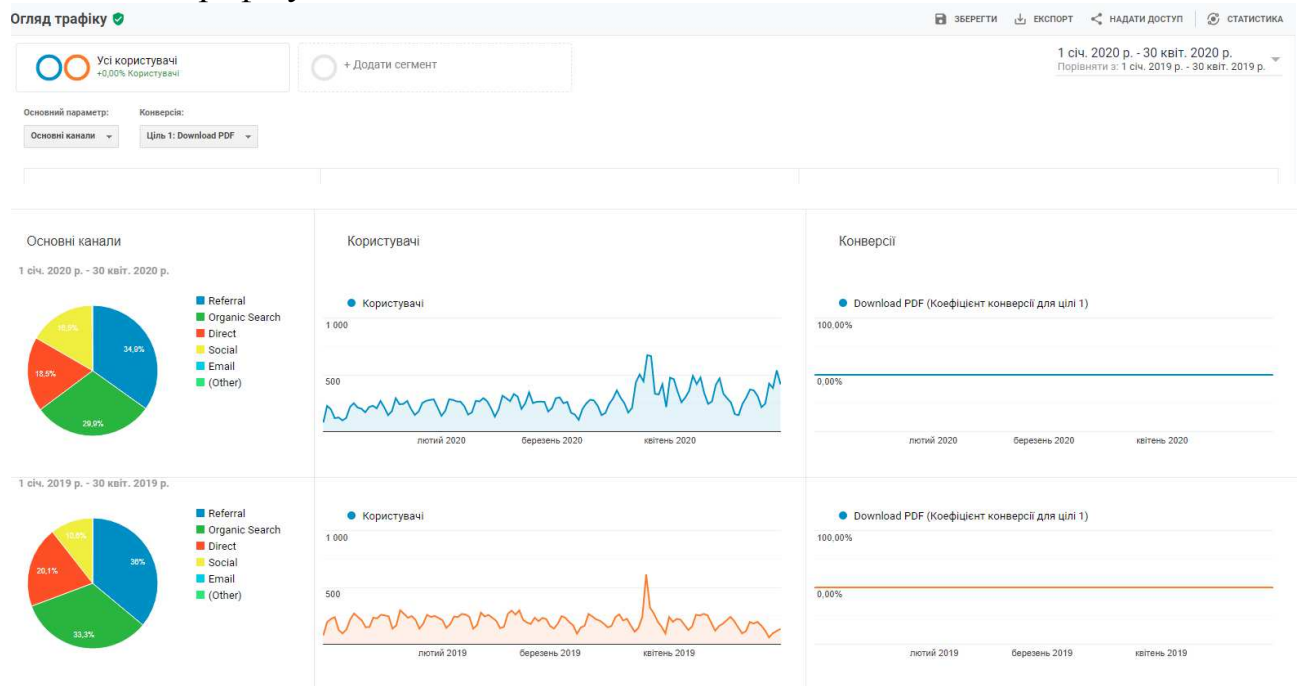 Огляд трафіку
ЗБЕРЕГТИ ЕКСПОРТ НАДАТИ ДОСТУП СТАТИСТИКА
Усі користувачі
+0,00% Користувачі
+ Додати сегмент
1 січ. 2020 р. - 30 квіт. 2020 р.
Порівняти з: 1 січ. 2019 р. - 30 квіт. 2019 р.
Основний параметр: Конверсія:
Основні канали Ціль 1: Download PDF
Основні канали
Користувачі
Конверсії
1 січ. 2020 р. - 30 квіт. 2020 р.
34,9%
29,9%
18,5%
Referral
Organic Search
Direct
Social
Email
(Other)
Користувачі
1 000
500
лютий 2020 березень 2020 квітень 2020
Download PDF (Коефіцієнт конверсії для цілі 1)
100,00%
0,00%
лютий 2020 березень 2020 квітень 2020
1 січ. 2019 р. - 30 квіт. 2019 р.
36%
33,3%
20,1%
Referral
Organic Search
Direct
Social
Email
(Other)
Користувачі
1 000
500
лютий 2019 березень 2019 квітень 2019
Download PDF (Коефіцієнт конверсії для цілі 1)
100,00%
0,00%
лютий 2019 березень 2019 квітень 2019